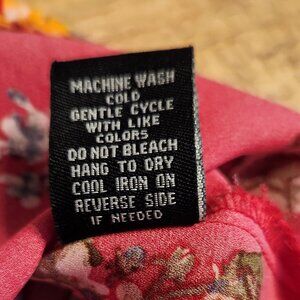 MACHINE WASH
COLD
GENTLE CYCLE
WITH LIKE
COLORS
DO NOT BLEACH
HANG TO DRY
COOL IRON ON
REVERSE SIDE
IF NEEDED